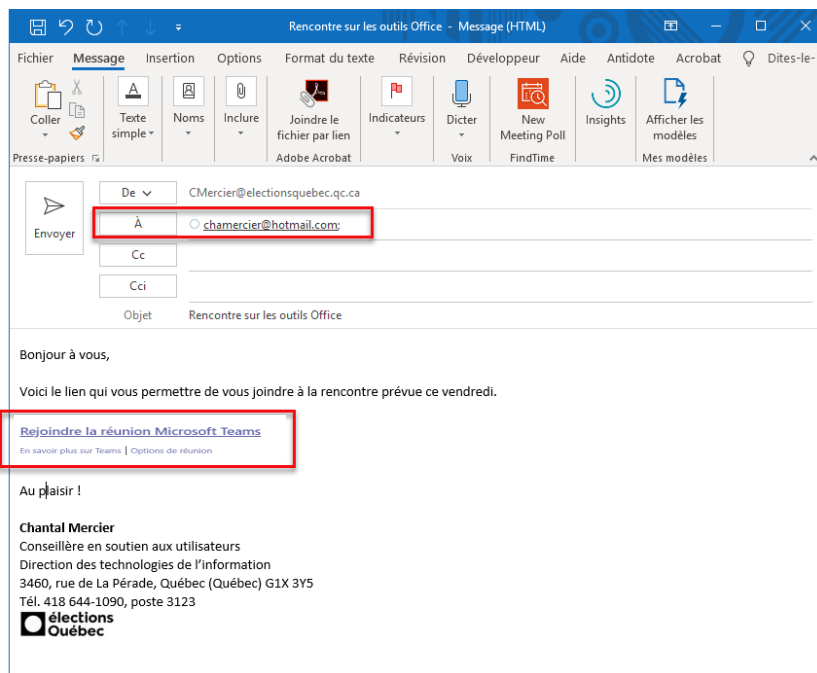 Rencontre sur les outils Office - Message (HTML)
Fichier Message Insertion Options Format du texte Révision Développeur Aide Antidote Acrobat Dites-le-
Coller
Texte simple
Noms
Inclure
Joindre le fichier par lien
Indicateurs
Dicter
New Meeting Poll
Insights
Afficher les modèles
Presse-papiers Adobe Acrobat Voix FindTime Mes modèles
Envoyer
De CMercier@electionsquebec.qc.ca
À chamercier@hotmail.com;
Cc
Cci
Objet Rencontre sur les outils Office
Bonjour à vous,
Voici le lien qui vous permettre de vous joindre à la rencontre prévue ce vendredi.
Rejoindre la réunion Microsoft Teams
En savoir plus sur Teams | Options de réunion
Au plaisir !
Chantal Mercier
Conseillère en soutien aux utilisateurs
Direction des technologies de l'information
3460, rue de La Pérade, Québec (Québec) G1X 3Y5
Tél. 418 644-1090, poste 3123
élections
Québec